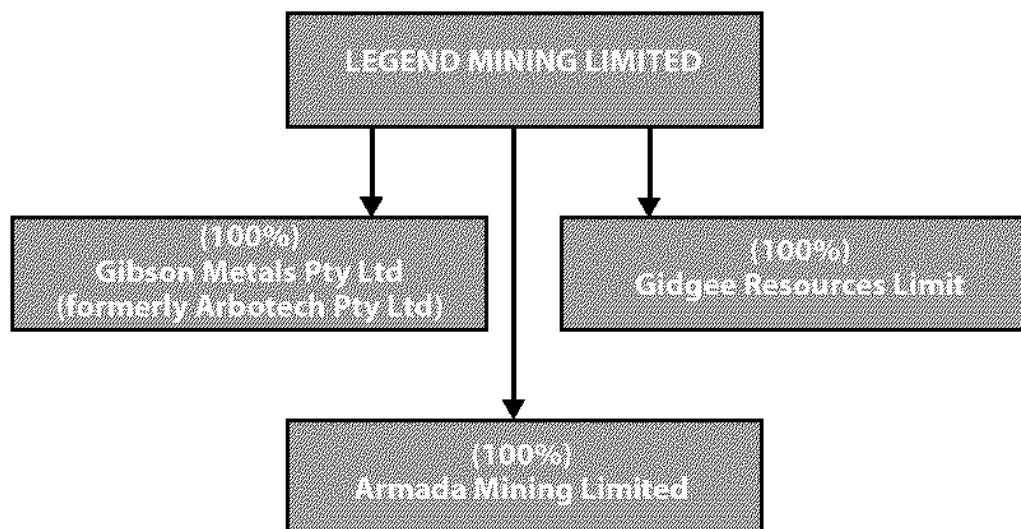 LEGEND MINING LIMITED
(100%)
Gibson Metals Pty Ltd
(formerly Arbotech Pty Ltd)
(100%)
Gidgee Resources Limit
(100%)
Armada Mining Limited